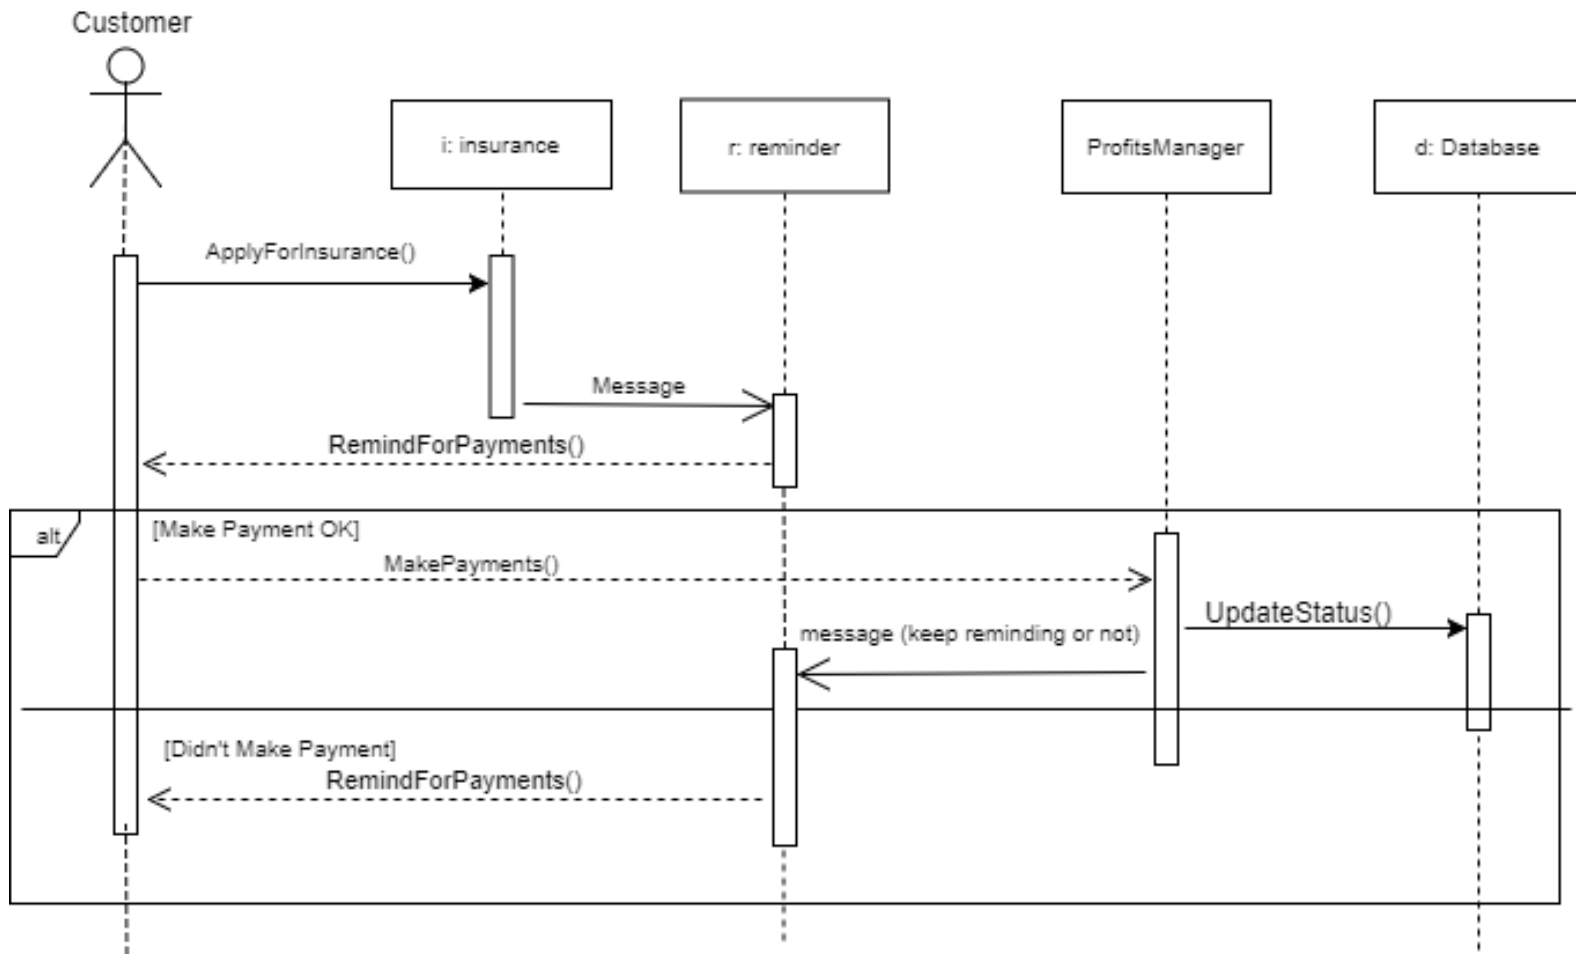 Customer
i: insurance
r: reminder
ProfitsManager
d: Database
ApplyForInsurance()
Message
RemindForPayments()
alt
[Make Payment OK]
MakePayments()
UpdateStatus()
message (keep reminding or not)
[Didn't Make Payment]
RemindForPayments()